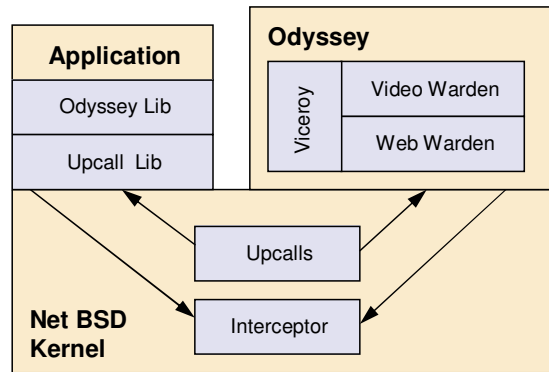 Application
Odyssey Lib
Upcall Lib
Odyssey
Viceroy
Video Warden
Web Warden
Upcalls
Interceptor
Net BSD
Kernel